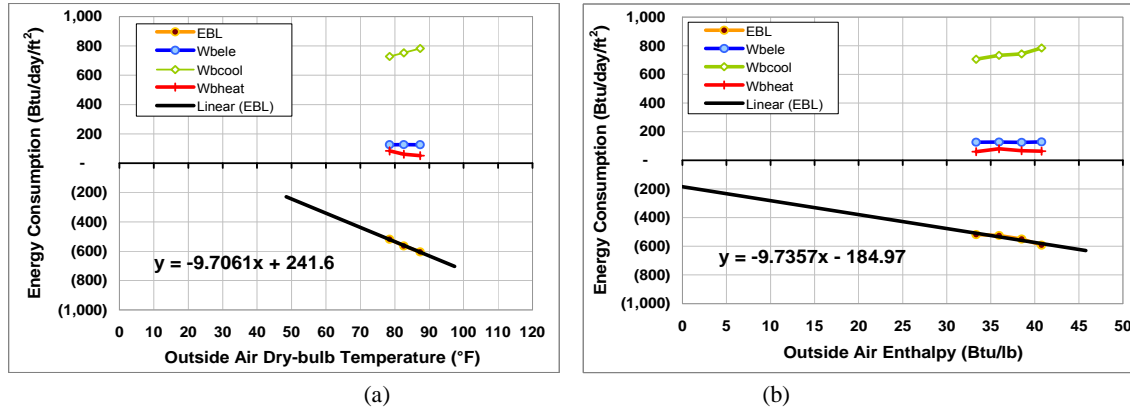 1,000
800
600
400
200
-
(200)
(400)
(600)
(800)
(1,000)
Energy Consumption (Btu/day/ft²)
EBL
Wbele
Wbcool
Wbheat
Linear (EBL)
y = -9.7061x + 241.6
0 10 20 30 40 50 60 70 80 90 100 110 120
Outside Air Dry-bulb Temperature (°F)
(a)
1,000
800
600
400
200
-
(200)
(400)
(600)
(800)
(1,000)
Energy Consumption (Btu/day/ft²)
EBL
Wbele
Wbcool
Wbheat
Linear (EBL)
y = -9.7357x - 184.97
0 5 10 15 20 25 30 35 40 45 50
Outside Air Enthalpy (Btu/lb)
(b)